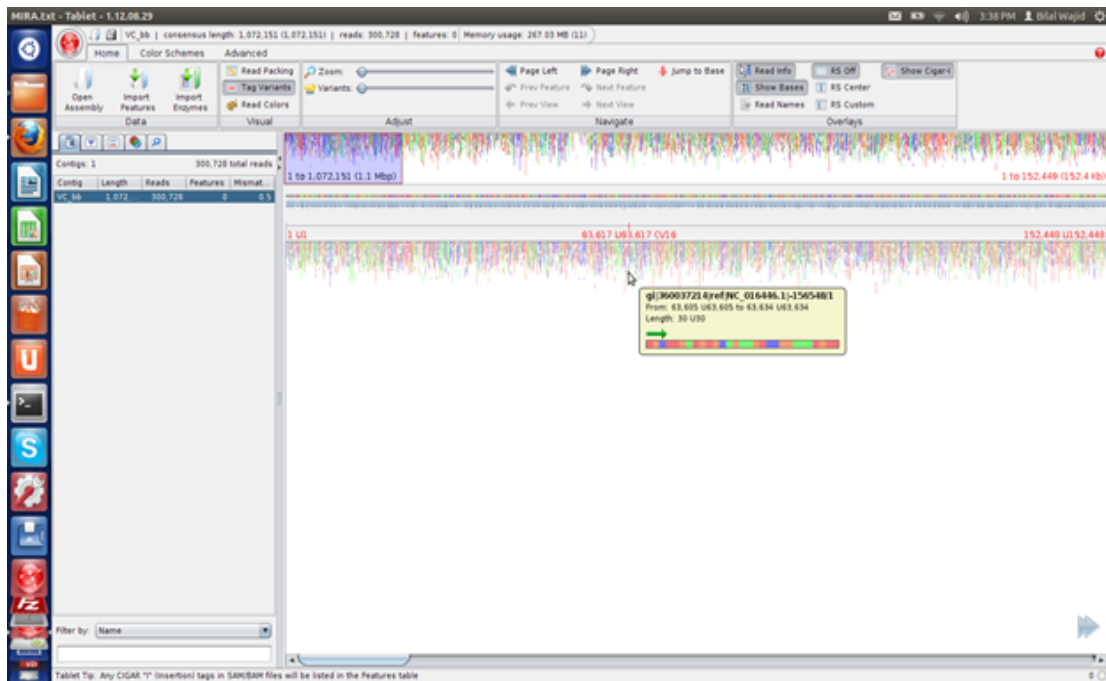 MIRA.txt - Tablet - 1.12.08.29
3:38 PM Bilal Wajid
VC_bb | consensus length: 1,072,151 (1,072,151) | reads: 300,728 | features: 0 | Memory usage: 267.03 MB (11)
Home Color Schemes Advanced
Open Assembly
Import Features
Import Enzymes
Data
Read Packing
Tag Variants
Read Colors
Visual
Zoom:
Variants:
Adjust
Page Left Page Right Jump to Base
Prev Feature Next Feature
Prev View Next View
Navigate
Read Info RS Off
Show Bases RS Center
Read Names RS Custom
Overlays
Contigs: 1 300,728 total reads
Contig Length Reads Features Mismat...
VC_bb 1,072... 300,728 0 0.5
1 to 1,072,151 (1.1 Mbp)
1 to 152,449 (152.4 Kb)
1 U1 63,617 U63,617 CV16 152,448 U152,448
gi|360037214|ref|NC_016446.1|-156548/1
From: 63,605 U63,605 to 63,634 U63,634
Length: 30 U30
Filter by: Name
Tablet Tip: Any CIGAR "I" (insertion) tags in SAM/BAM files will be listed in the Features table